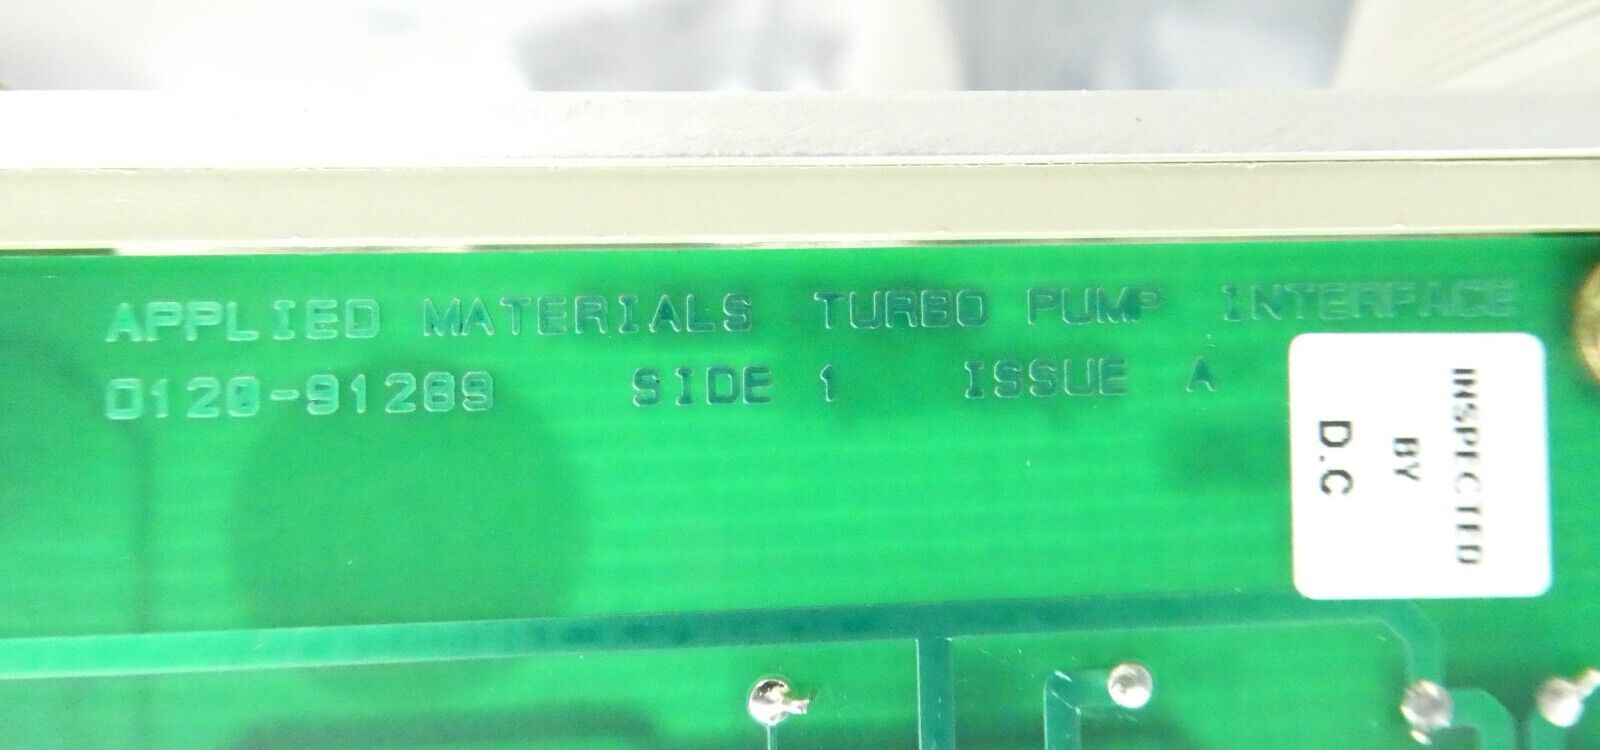 APPLIED MATERIALS TURBO PUMP INTERFACE
0120-91289 SIDE 1 ISSUE A
INSPECTED
BY
D.C